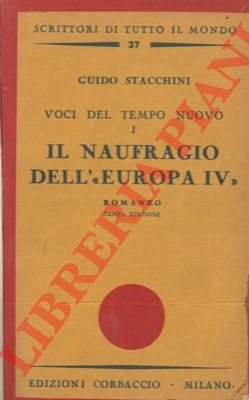 SCRITTORI DI TUTTO IL MONDO
37
GUIDO STACCHINI
VOCI DEL TEMPO NUOVO
I
IL NAUFRAGIO
DELL'«EUROPA IV»
ROMANZO
TERZA EDIZIONE
EDIZIONI CORBACCIO - MILANO
LIBRERIA PIANI